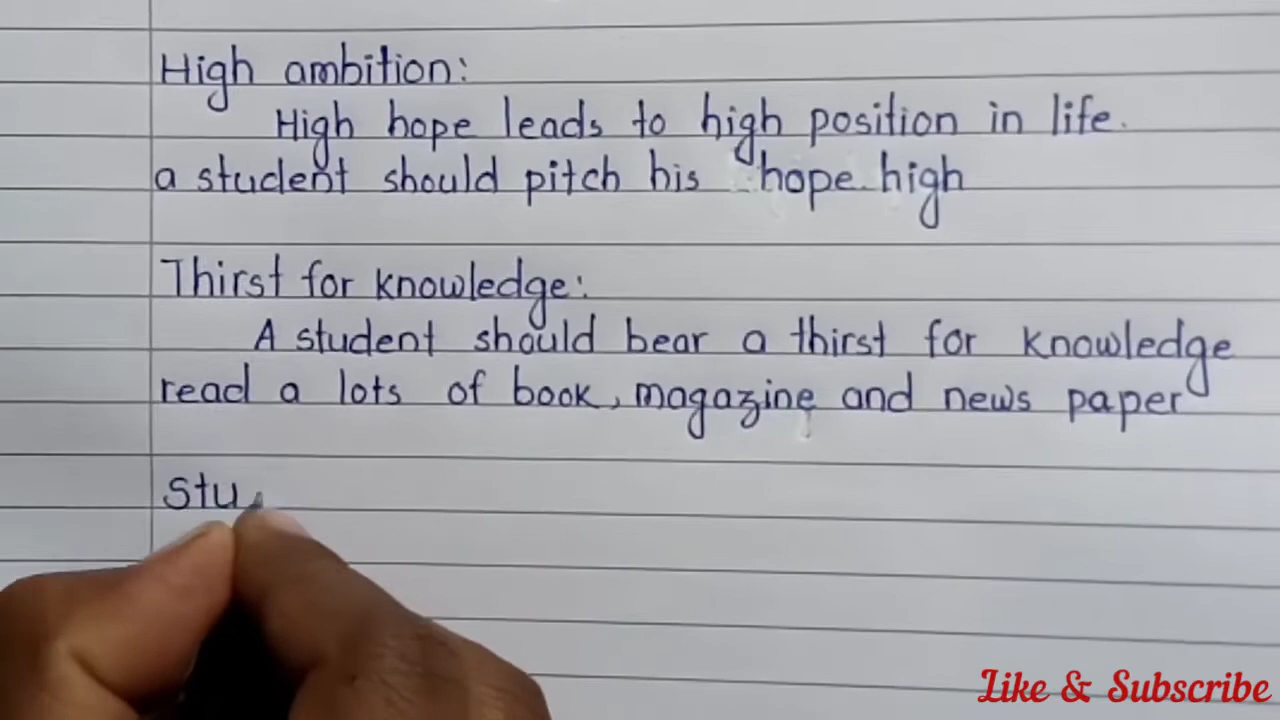 High ambition:
High hope leads to high position in life.
a student should pitch his hope high
Thirst for knowledge:
A student should bear a thirst for knowledge
read a lots of book, magazine and news paper
Stu
Like & Subscribe